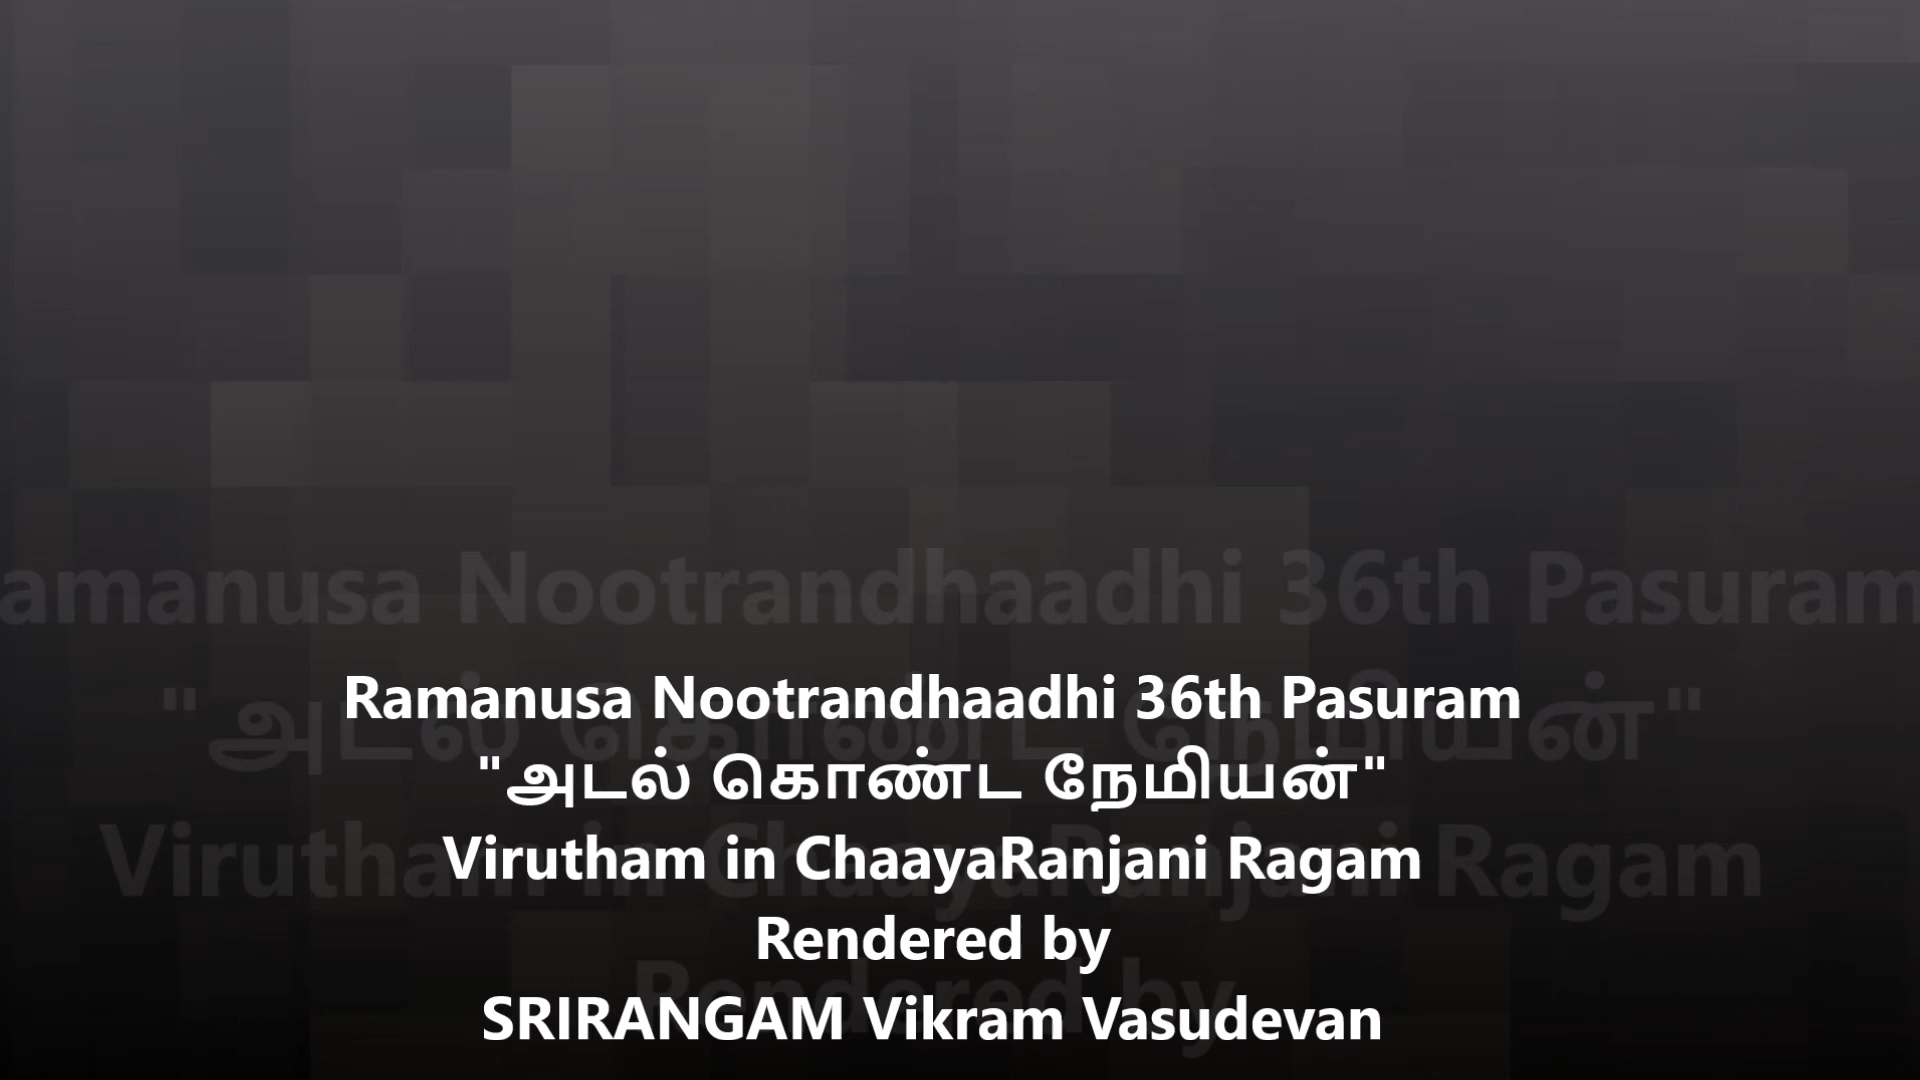 Ramanusa Nootrandhaadhi 36th Pasuram
"அடல் கொண்ட நேமியன்"
Virutham in ChaayaRanjani Ragam
Rendered by
SRIRANGAM Vikram Vasudevan